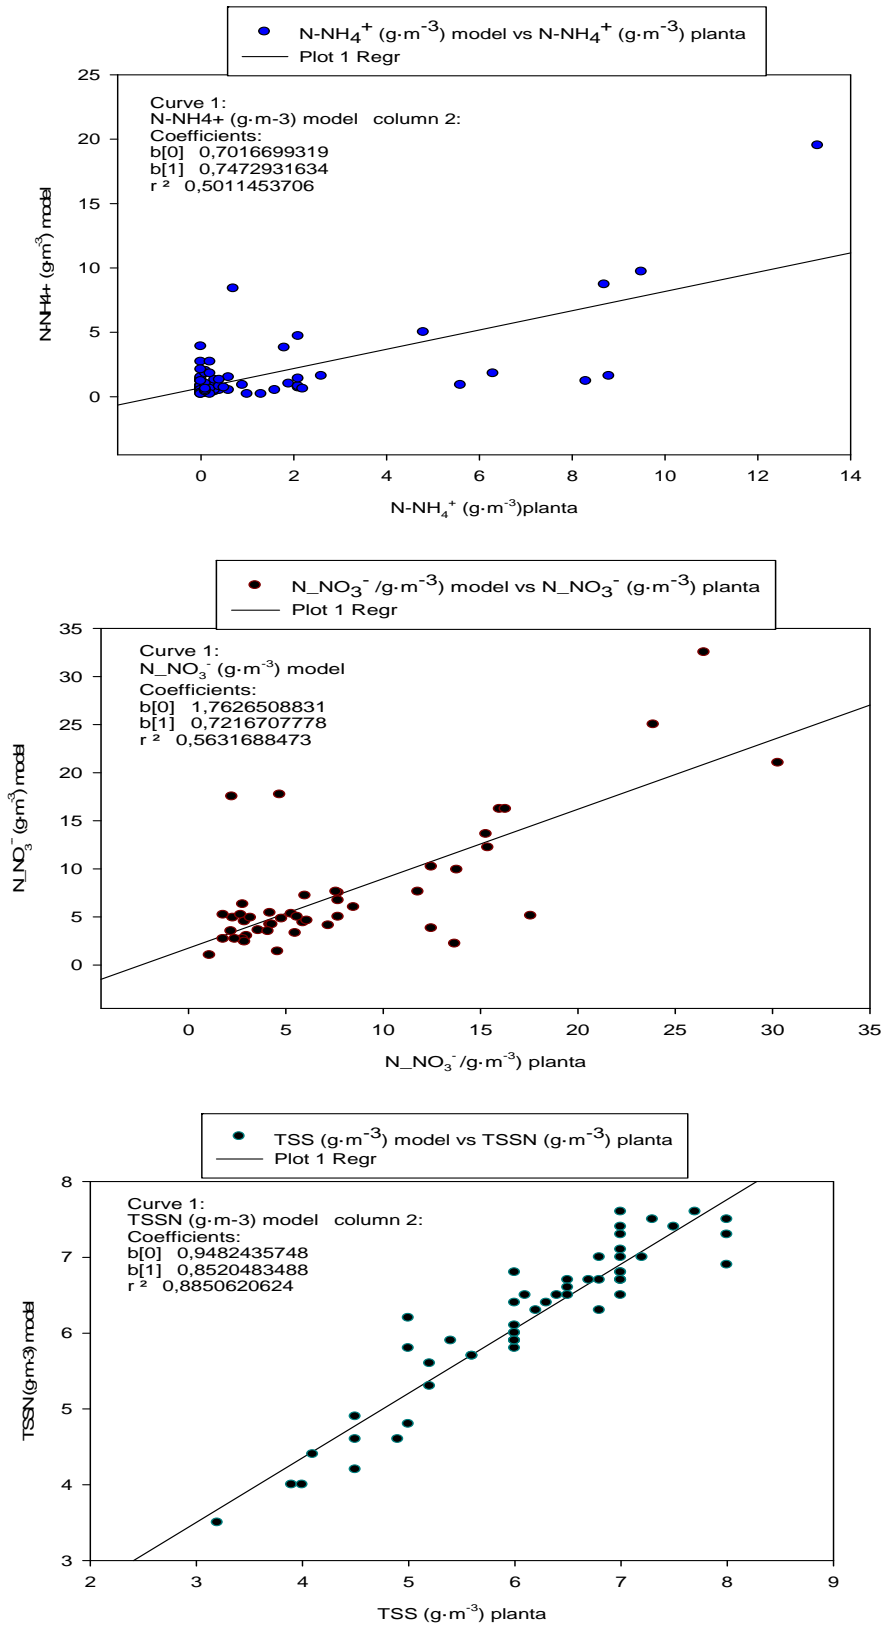 N-NH₄⁺ (g·m⁻³) model vs N-NH₄⁺ (g·m⁻³) planta
Plot 1 Regr
25
20
15
10
5
0
Curve 1:
N-NH4+ (g·m-3) model column 2:
Coefficients:
b[0] 0,7016699319
b[1] 0,7472931634
r ² 0,5011453706
N-NH4+ (g·m⁻³) model
0 2 4 6 8 10 12 14
N-NH₄⁺ (g·m⁻³)planta
N_NO₃⁻ /g·m⁻³) model vs N_NO₃⁻ (g·m⁻³) planta
Plot 1 Regr
35
30
25
20
15
10
5
0
Curve 1:
N_NO₃⁻ (g·m⁻³) model
Coefficients:
b[0] 1,7626508831
b[1] 0,7216707778
r ² 0,5631688473
N_NO₃⁻ (g·m⁻³) model
0 5 10 15 20 25 30 35
N_NO₃⁻ /g·m⁻³) planta
TSS (g·m⁻³) model vs TSSN (g·m⁻³) planta
Plot 1 Regr
8
7
6
5
4
3
Curve 1:
TSSN (g·m-3) model column 2:
Coefficients:
b[0] 0,9482435748
b[1] 0,8520483488
r ² 0,8850620624
TSSN (g·m-3) model
2 3 4 5 6 7 8 9
TSS (g·m⁻³) planta